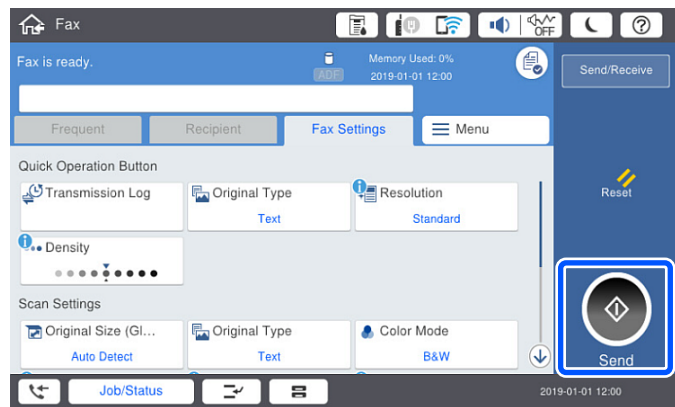 Fax
OFF
Fax is ready.
ADF
Memory Used: 0%
2019-01-01 12:00
Send/Receive
Frequent
Recipient
Fax Settings
Menu
Quick Operation Button
Transmission Log
Original Type
Text
Resolution
Standard
Reset
Density
Scan Settings
Original Size (Gl...
Auto Detect
Original Type
Text
Color Mode
B&W
Send
Job/Status
2019-01-01 12:00